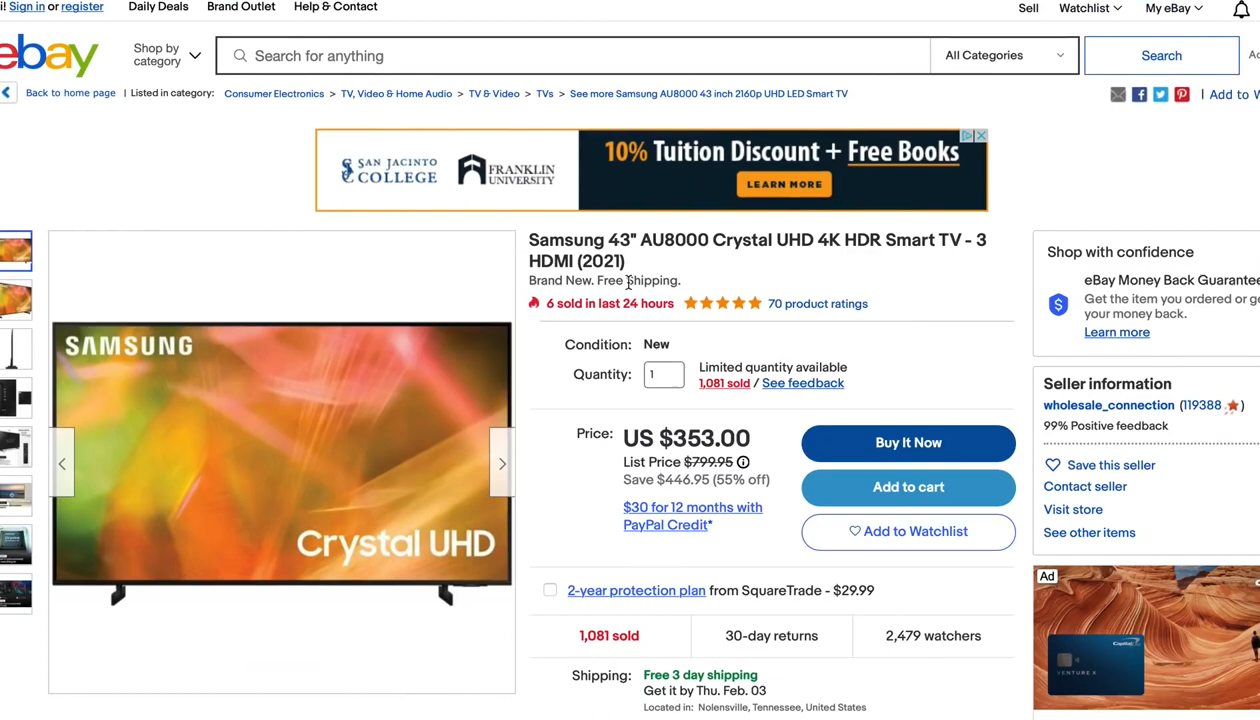 i! Sign in or register Daily Deals Brand Outlet Help & Contact Sell Watchlist My eBay
ebay Shop by category Search for anything All Categories Search
Back to home page | Listed in category: Consumer Electronics > TV, Video & Home Audio > TV & Video > TVs > See more Samsung AU8000 43 inch 2160p UHD LED Smart TV | Add to W
SAN JACINTO COLLEGE
FRANKLIN UNIVERSITY
10% Tuition Discount + Free Books
LEARN MORE
SAMSUNG
Crystal UHD
Samsung 43" AU8000 Crystal UHD 4K HDR Smart TV - 3
HDMI (2021)
Brand New. Free Shipping.
6 sold in last 24 hours 70 product ratings
Condition: New
Quantity: 1 Limited quantity available
1,081 sold / See feedback
Price: US $353.00
List Price $799.95
Save $446.95 (55% off)
$30 for 12 months with
PayPal Credit*
Buy It Now
Add to cart
Add to Watchlist
2-year protection plan from SquareTrade - $29.99
1,081 sold 30-day returns 2,479 watchers
Shipping: Free 3 day shipping
Get it by Thu. Feb. 03
Located in: Nolensville, Tennessee, United States
Shop with confidence
eBay Money Back Guarantee
Get the item you ordered or ge
your money back.
Learn more
Seller information
wholesale_connection (119388)
99% Positive feedback
Save this seller
Contact seller
Visit store
See other items
Ad
Capital
VENTURE X